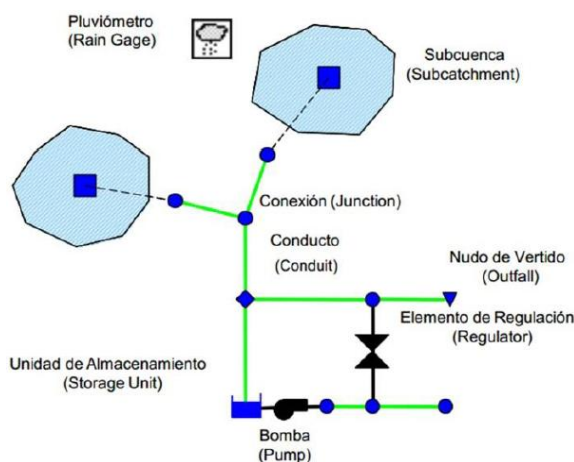 Pluviómetro
(Rain Gage)
Subcuenca
(Subcatchment)
Conexión (Junction)
Conducto
(Conduit)
Nudo de Vertido
(Outfall)
Elemento de Regulación
(Regulator)
Unidad de Almacenamiento
(Storage Unit)
Bomba
(Pump)